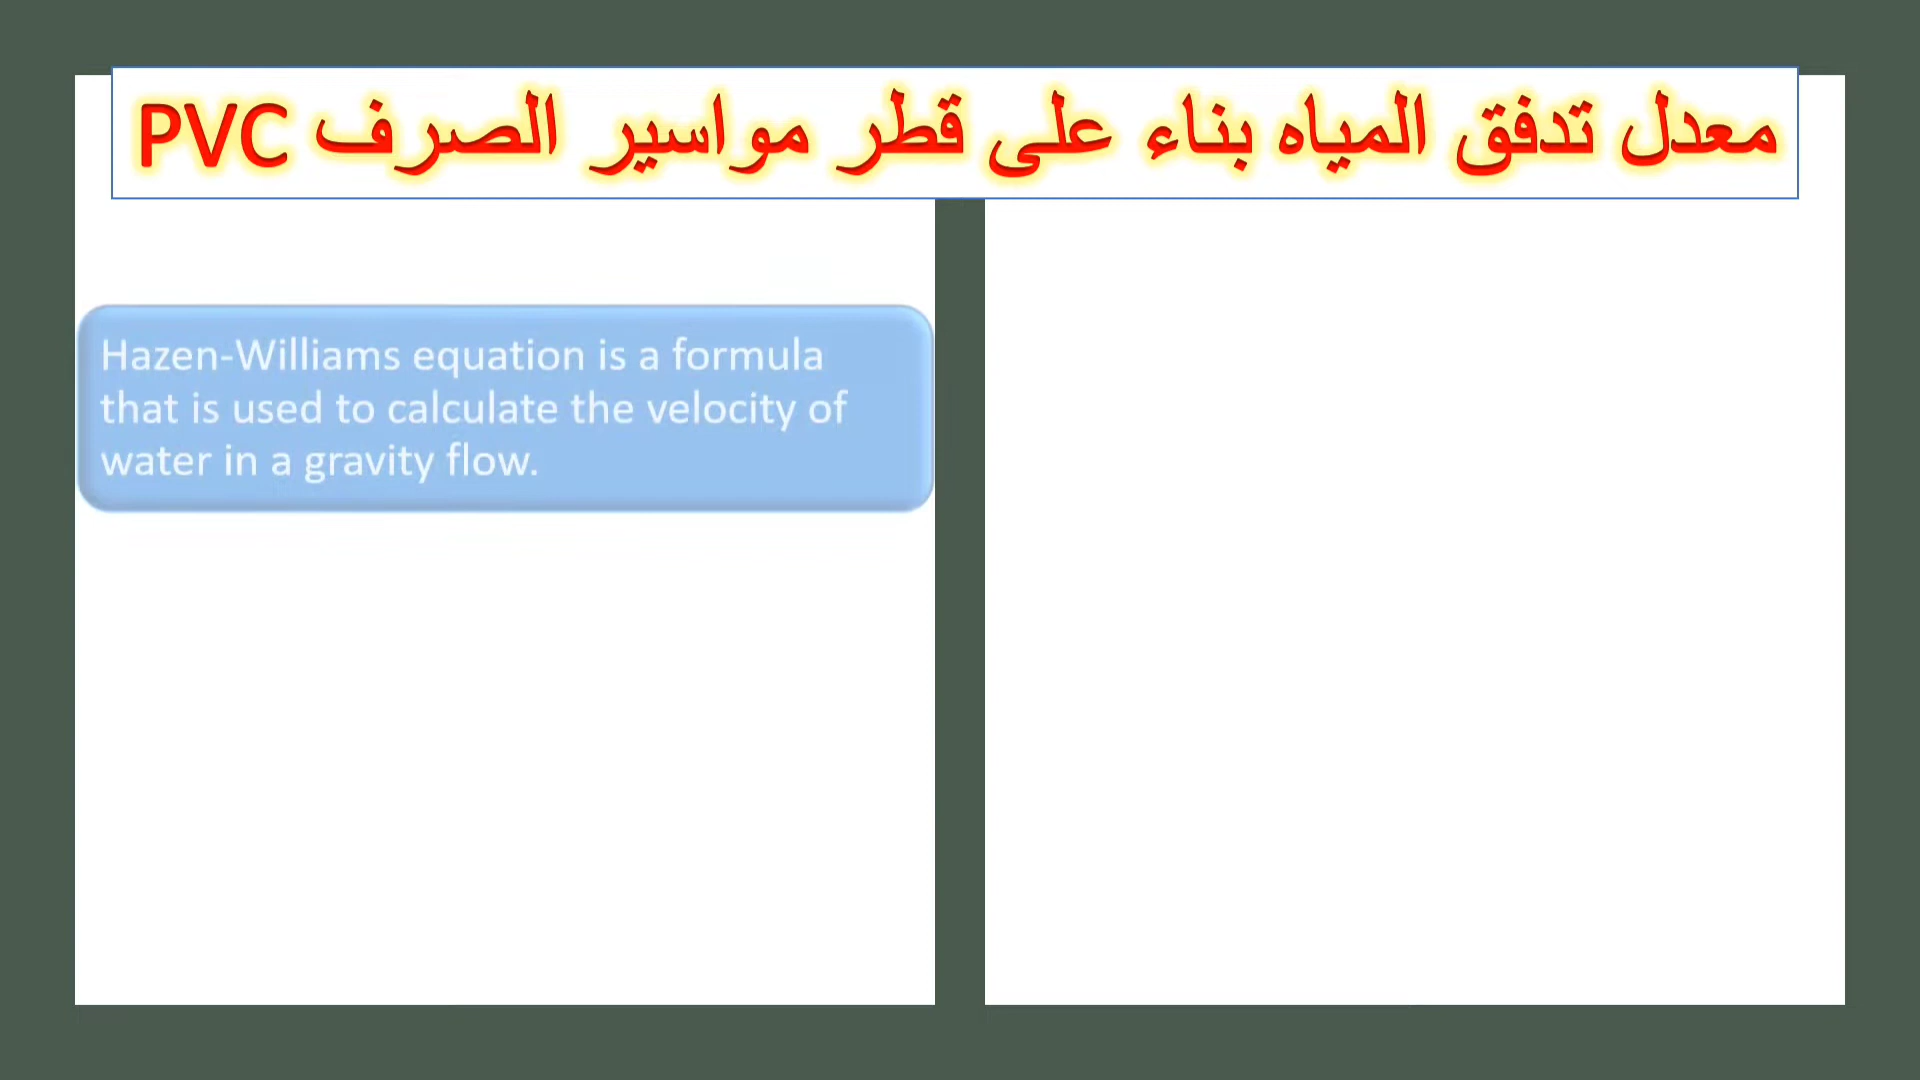 معدل تدفق المياه بناء على قطر مواسير الصرف PVC
Hazen-Williams equation is a formula
that is used to calculate the velocity of
water in a gravity flow.